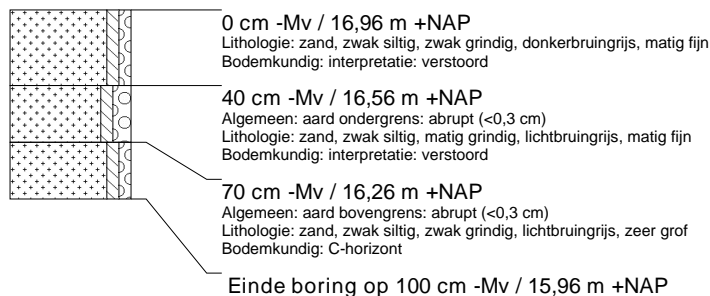 0 cm -Mv / 16,96 m +NAP
Lithologie: zand, zwak siltig, zwak grindig, donkerbruingrijs, matig fijn
Bodemkundig: interpretatie: verstoord
40 cm -Mv / 16,56 m +NAP
Algemeen: aard ondergrens: abrupt (<0,3 cm)
Lithologie: zand, zwak siltig, matig grindig, lichtbruingrijs, matig fijn
Bodemkundig: interpretatie: verstoord
70 cm -Mv / 16,26 m +NAP
Algemeen: aard bovengrens: abrupt (<0,3 cm)
Lithologie: zand, zwak siltig, zwak grindig, lichtbruingrijs, zeer grof
Bodemkundig: C-horizont
Einde boring op 100 cm -Mv / 15,96 m +NAP